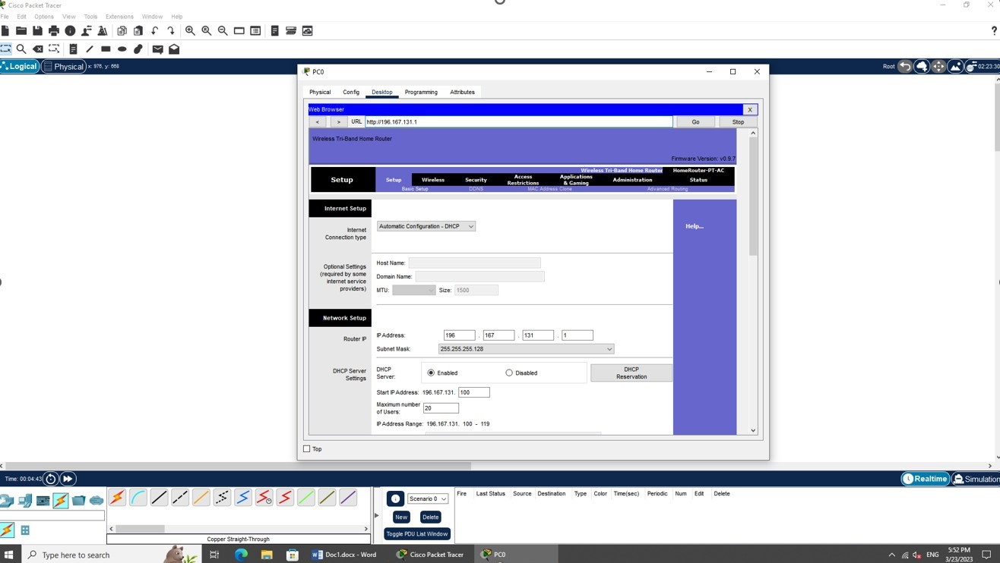 Cisco Packet Tracer
File Edit Options View Tools Extensions Window Help
?
Logical Physical x: 976, y: 668 Root 02:23:30
PC0
Physical Config Desktop Programming Attributes
Web Browser X
< > URL http://196.167.131.1 Go Stop
Wireless Tri-Band Home Router
Firmware Version: v0.9.7
Wireless Tri-Band Home Router HomeRouter-PT-AC
Setup Setup Wireless Security Access Restrictions Applications & Gaming Administration Status
Basic Setup DDNS MAC Address Clone Advanced Routing
Internet Setup
Internet Connection type Automatic Configuration - DHCP
Help...
Optional Settings (required by some internet service providers)
Host Name:
Domain Name:
MTU: Size: 1500
Network Setup
Router IP
IP Address: 196 . 167 . 131 . 1
Subnet Mask: 255.255.255.128
DHCP Server Settings
DHCP Server: Enabled Disabled DHCP Reservation
Start IP Address: 196.167.131. 100
Maximum number of Users: 20
IP Address Range: 196.167.131. 100 - 119
Top
Time: 00:04:43 Realtime Simulation
Scenario 0
New Delete
Toggle PDU List Window
Fire Last Status Source Destination Type Color Time(sec) Periodic Num Edit Delete
Copper Straight-Through
Type here to search Doc1.docx - Word Cisco Packet Tracer PC0 ENG 5:52 PM
3/23/2023